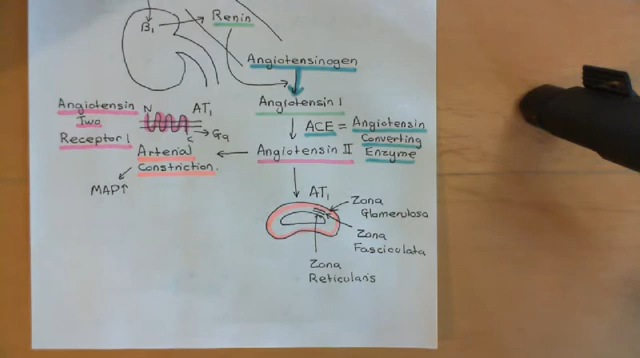 β₁
Renin
Angiotensinogen
Angiotensin I
Angiotensin
Two
Receptor 1
N
AT₁
C
Gq
ACE = Angiotensin
Converting
Enzyme
Angiotensin II
Arterial
Constriction.
MAP↑
AT₁
Zona
Glomerulosa
Zona
Fasciculata
Zona
Reticularis